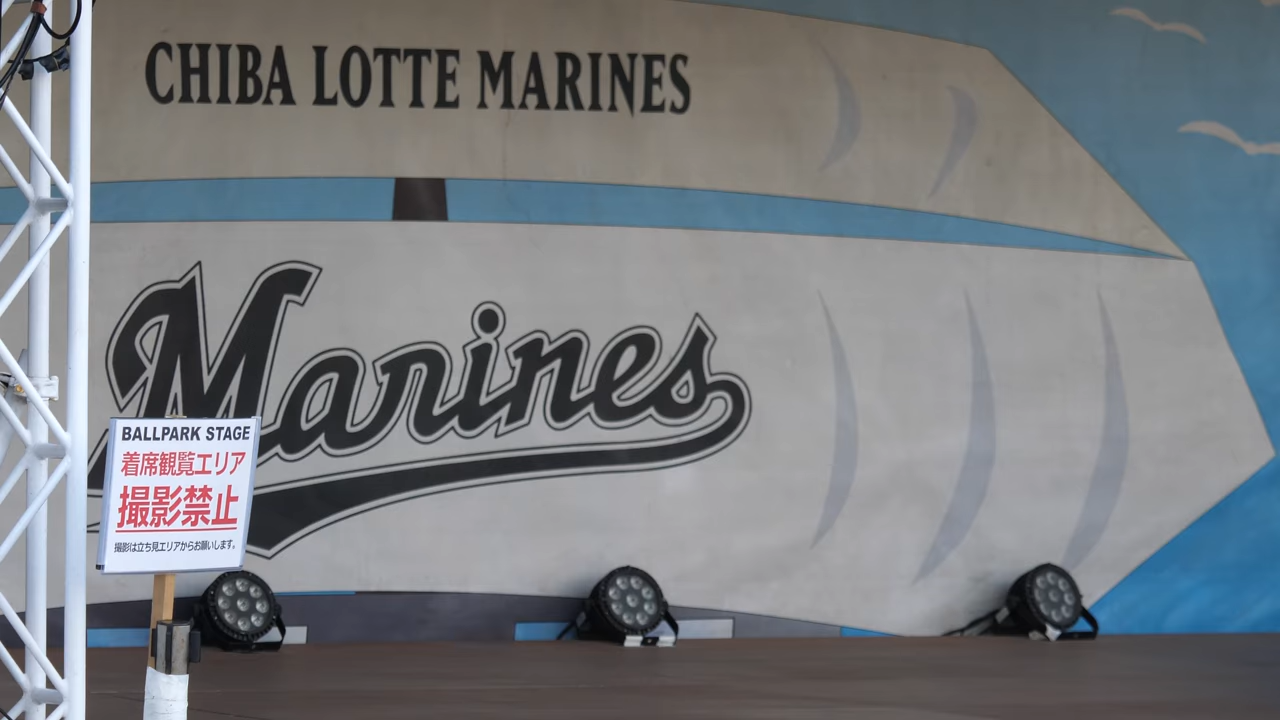 CHIBA LOTTE MARINES
Marines
BALLPARK STAGE
着席観覧エリア
撮影禁止
撮影は立ち見エリアからお願いします。